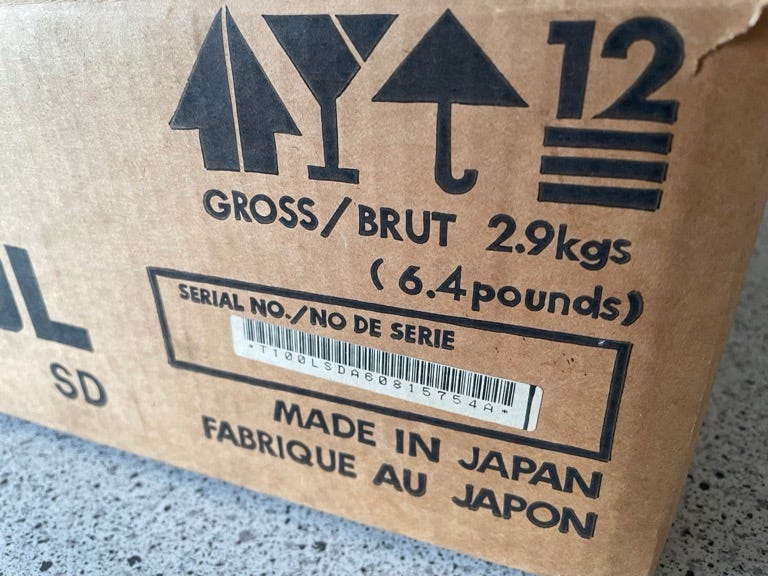 12
GROSS/BRUT 2.9kgs
(6.4pounds)
SERIAL NO./NO DE SERIE
*T100LSDA60815754A*
SD
MADE IN JAPAN
FABRIQUE AU JAPON